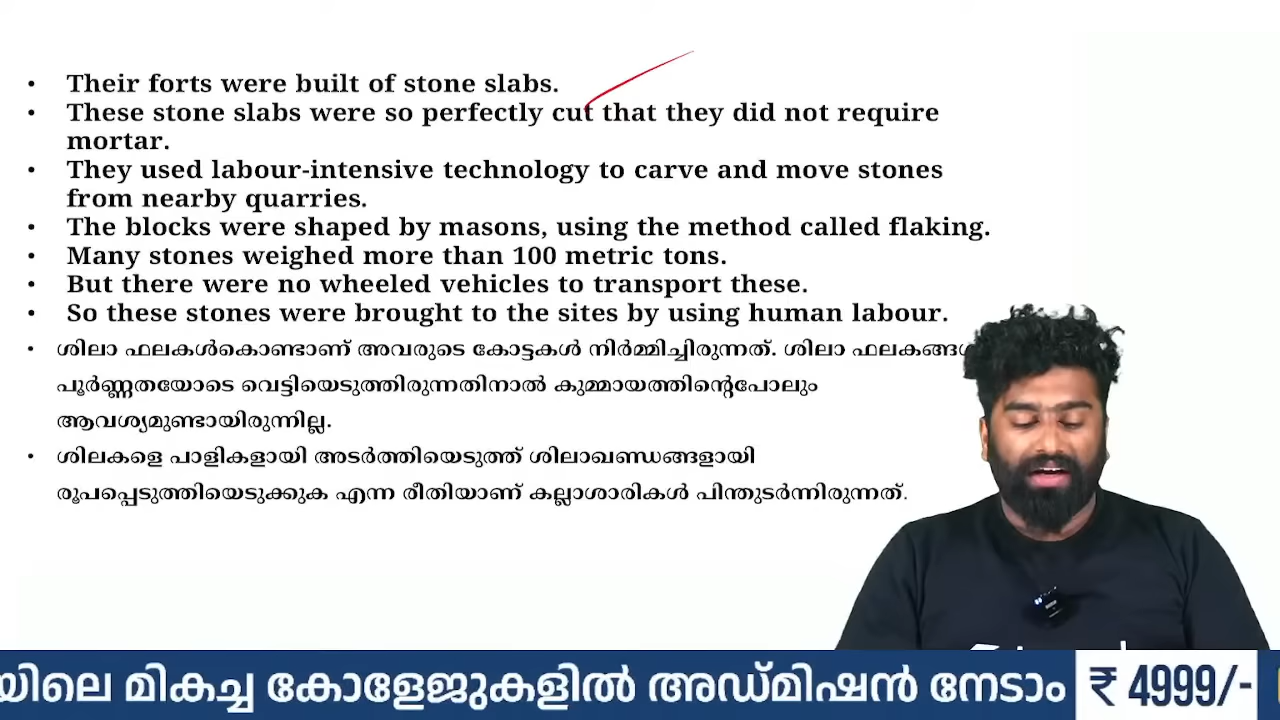 • Their forts were built of stone slabs.
• These stone slabs were so perfectly cut that they did not require
mortar.
• They used labour-intensive technology to carve and move stones
from nearby quarries.
• The blocks were shaped by masons, using the method called flaking.
• Many stones weighed more than 100 metric tons.
• But there were no wheeled vehicles to transport these.
• So these stones were brought to the sites by using human labour.
• ശിലാ ഫലകൾകൊണ്ടാണ് അവരുടെ കോട്ടകൾ നിർമ്മിച്ചിരുന്നത്. ശിലാ
പൂർണ്ണതയോടെ വെട്ടിയെടുത്തിരുന്നതിനാൽ കുമ്മായത്തിന്റെപോലും
ആവശ്യമുണ്ടായിരുന്നില്ല.
• ശിലകളെ പാളികളായി അടർത്തിയെടുത്ത് ശിലാഖണ്ഡങ്ങളായി
രൂപപ്പെടുത്തിയെടുക്കുക എന്ന രീതിയാണ് കല്ലാശാരികൾ പിന്തുടർന്നിരുന്നത്.
യിലെ മികച്ച കോളേജുകളിൽ അഡ്മിഷൻ നേടാം ₹ 4999/-